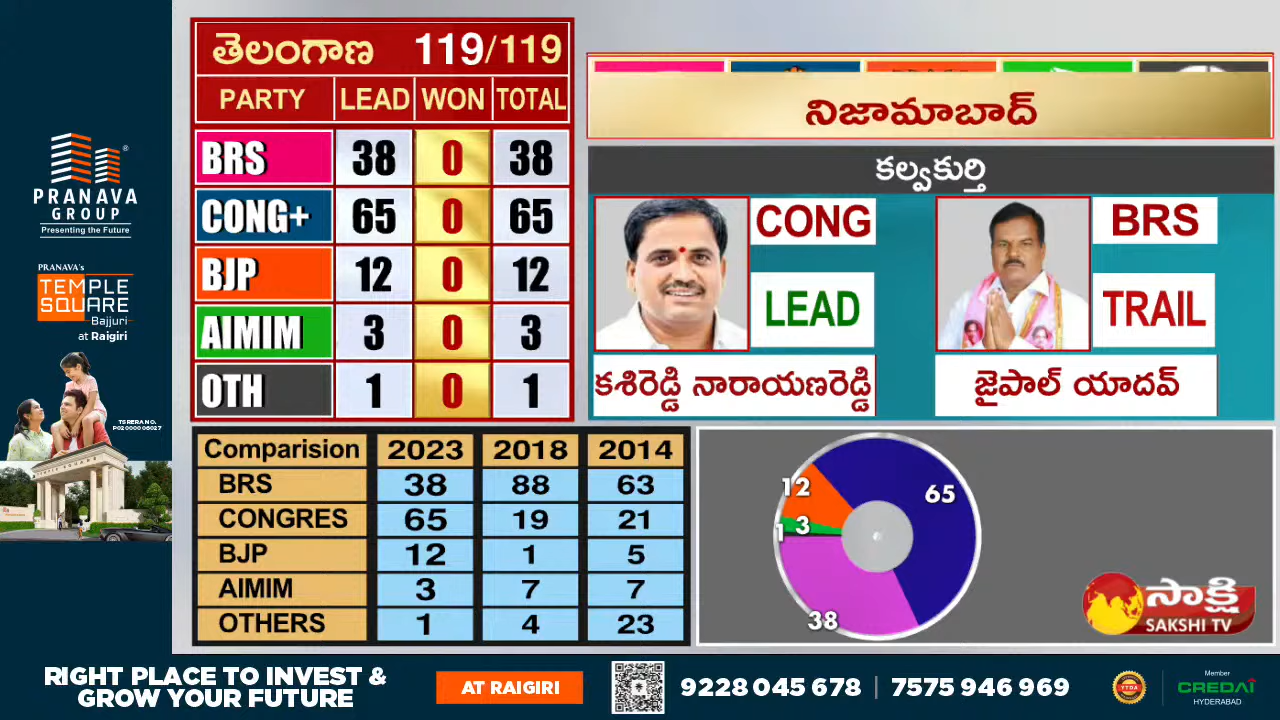 తెలంగాణ 119/119
PARTY LEAD WON TOTAL
BRS 38 0 38
CONG+ 65 0 65
BJP 12 0 12
AIMIM 3 0 3
OTH 1 0 1
నిజామాబాద్
కల్వకుర్తి
CONG BRS
LEAD TRAIL
కశిరెడ్డి నారాయణరెడ్డి జైపాల్ యాదవ్
Comparision 2023 2018 2014
BRS 38 88 63
CONGRES 65 19 21
BJP 12 1 5
AIMIM 3 7 7
OTHERS 1 4 23
12 65
1 3
38
సాక్షి
SAKSHI TV
PRANAVA
GROUP
Presenting the Future
PRANAVA's
TEMPLE
SQUARE
Bajjuri
at Raigiri
TSRERA NO.
P02000006027
RIGHT PLACE TO INVEST &
GROW YOUR FUTURE
AT RAIGIRI
9228 045 678 | 7575 946 969
YTDA
Member
CREDAI
HYDERABAD